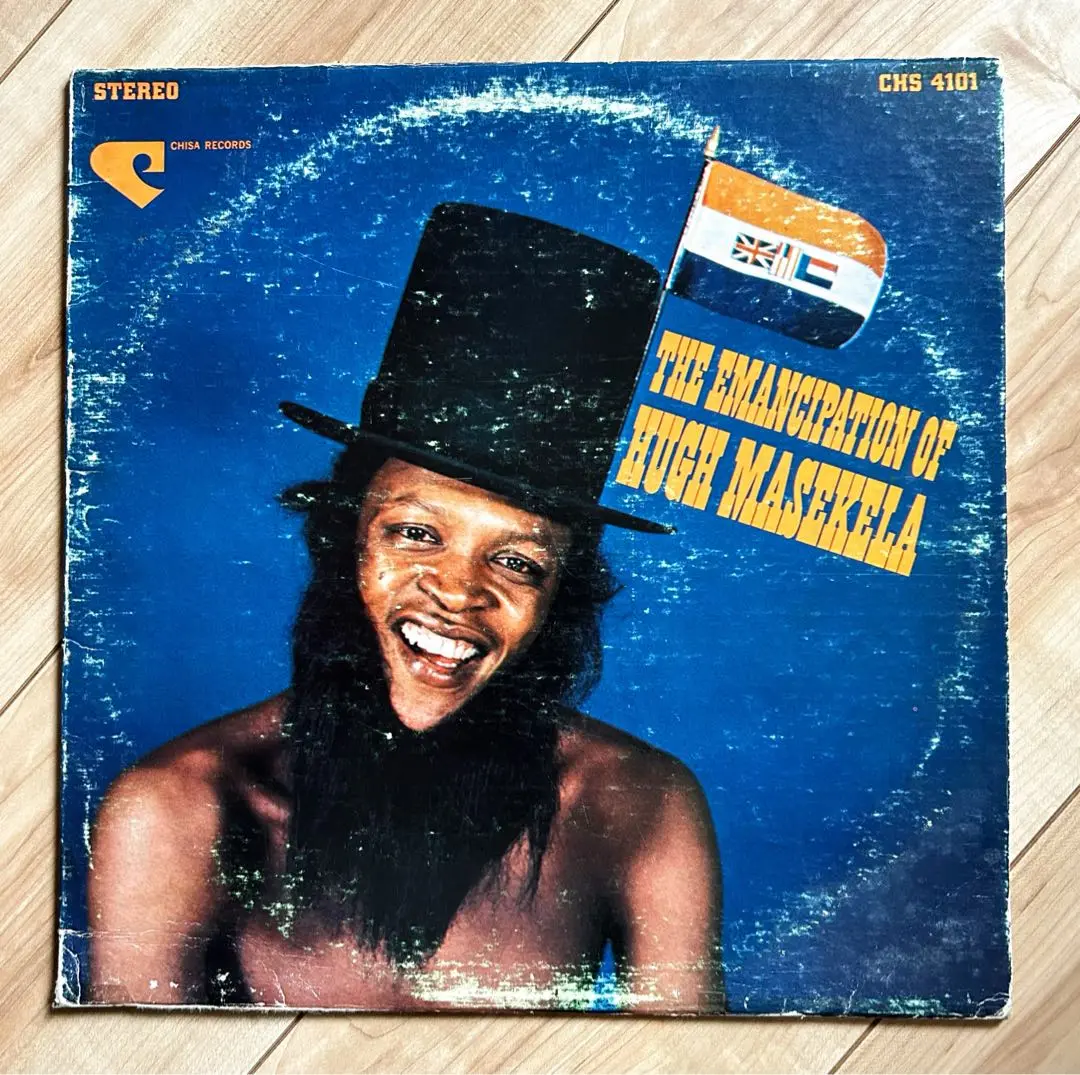 STEREO
CHS 4101
CHISA RECORDS
THE EMANCIPATION OF
HUGH MASEKELA